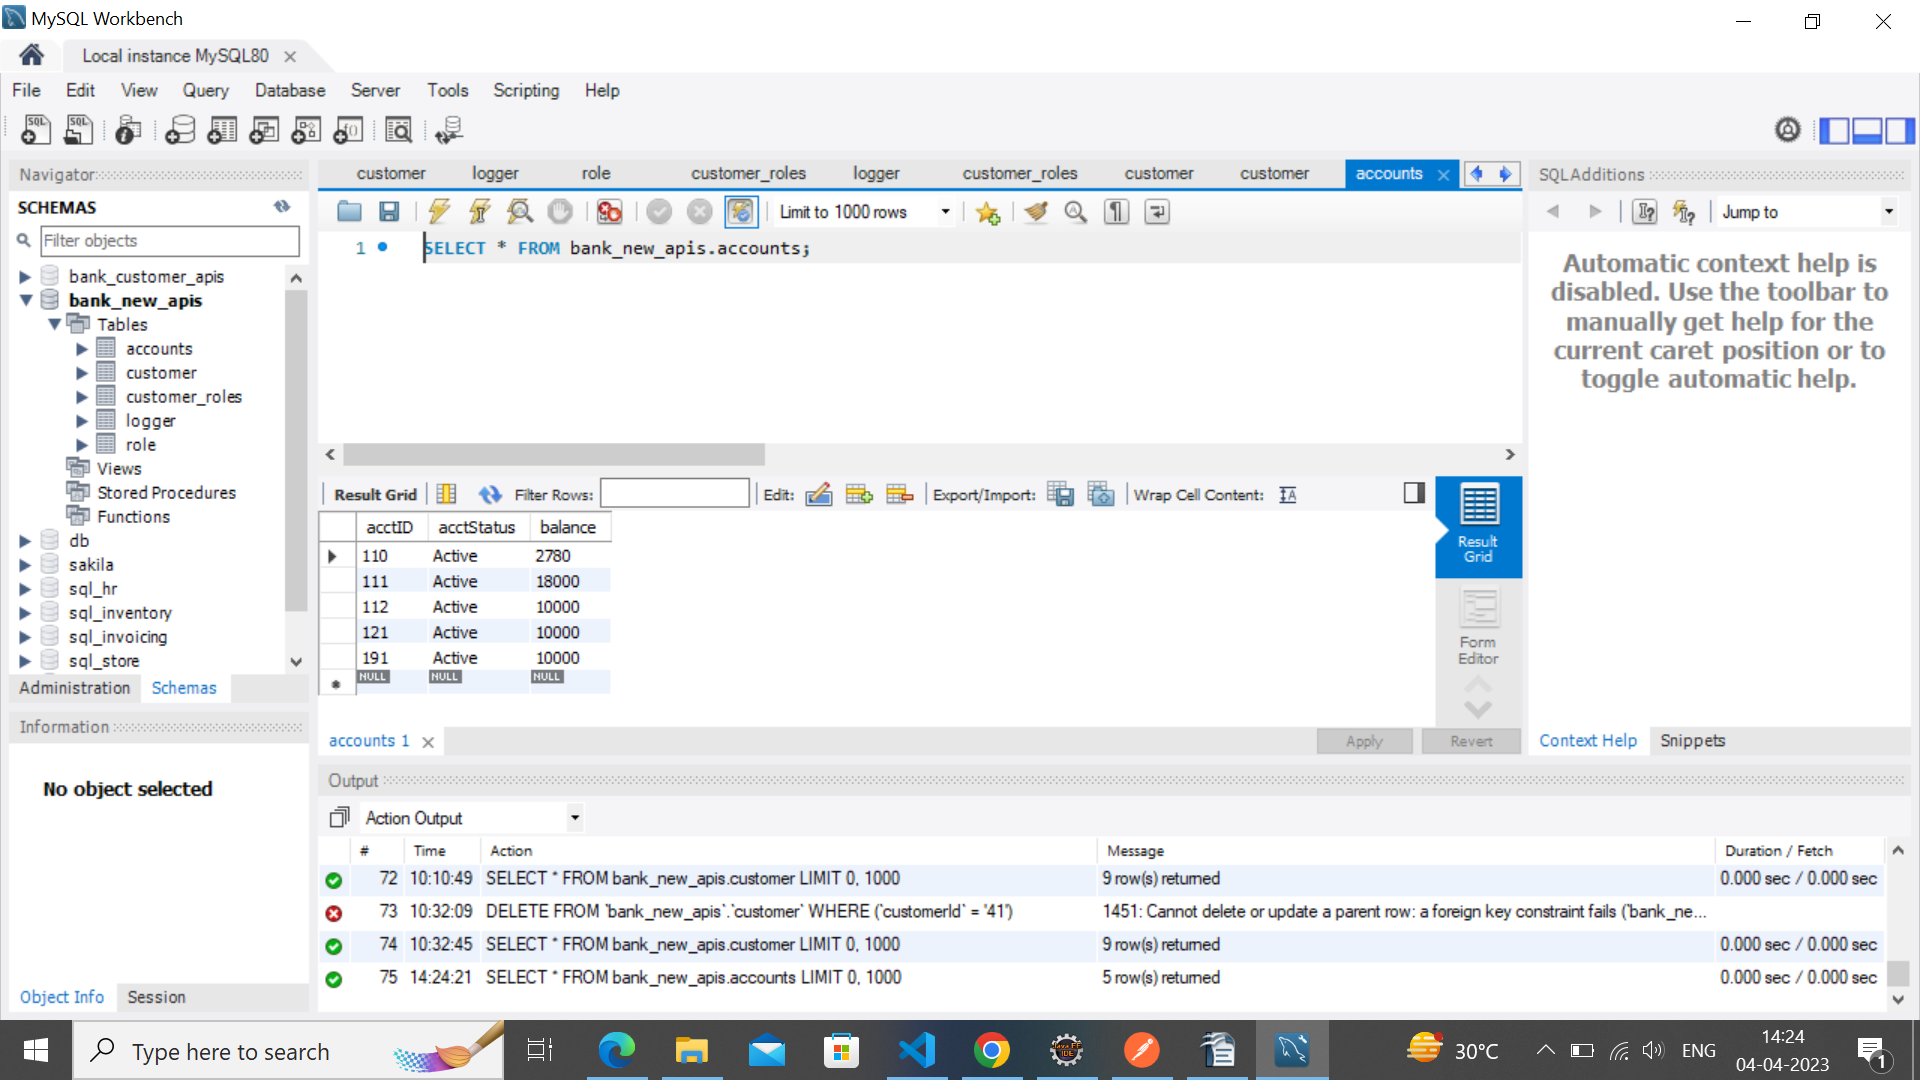 MySQL Workbench
Local instance MySQL80
File Edit View Query Database Server Tools Scripting Help
Navigator
SCHEMAS
Filter objects
bank_customer_apis
bank_new_apis
Tables
accounts
customer
customer_roles
logger
role
Views
Stored Procedures
Functions
db
sakila
sql_hr
sql_inventory
sql_invoicing
sql_store
Administration Schemas
Information
No object selected
Object Info Session
customer logger role customer_roles logger customer_roles customer customer accounts
Limit to 1000 rows
1 SELECT * FROM bank_new_apis.accounts;
Result Grid Filter Rows: Edit: Export/Import: Wrap Cell Content:
acctID acctStatus balance
110 Active 2780
111 Active 18000
112 Active 10000
121 Active 10000
191 Active 10000
NULL NULL NULL
Result
Grid
Form
Editor
accounts 1
Apply Revert
SQLAdditions
Jump to
Automatic context help is
disabled. Use the toolbar to
manually get help for the
current caret position or to
toggle automatic help.
Context Help Snippets
Output
Action Output
# Time Action Message Duration / Fetch
72 10:10:49 SELECT * FROM bank_new_apis.customer LIMIT 0, 1000 9 row(s) returned 0.000 sec / 0.000 sec
73 10:32:09 DELETE FROM `bank_new_apis`.`customer` WHERE (`customerId` = '41') 1451: Cannot delete or update a parent row: a foreign key constraint fails (`bank_ne...
74 10:32:45 SELECT * FROM bank_new_apis.customer LIMIT 0, 1000 9 row(s) returned 0.000 sec / 0.000 sec
75 14:24:21 SELECT * FROM bank_new_apis.accounts LIMIT 0, 1000 5 row(s) returned 0.000 sec / 0.000 sec
Type here to search
30°C
ENG
14:24
04-04-2023
1